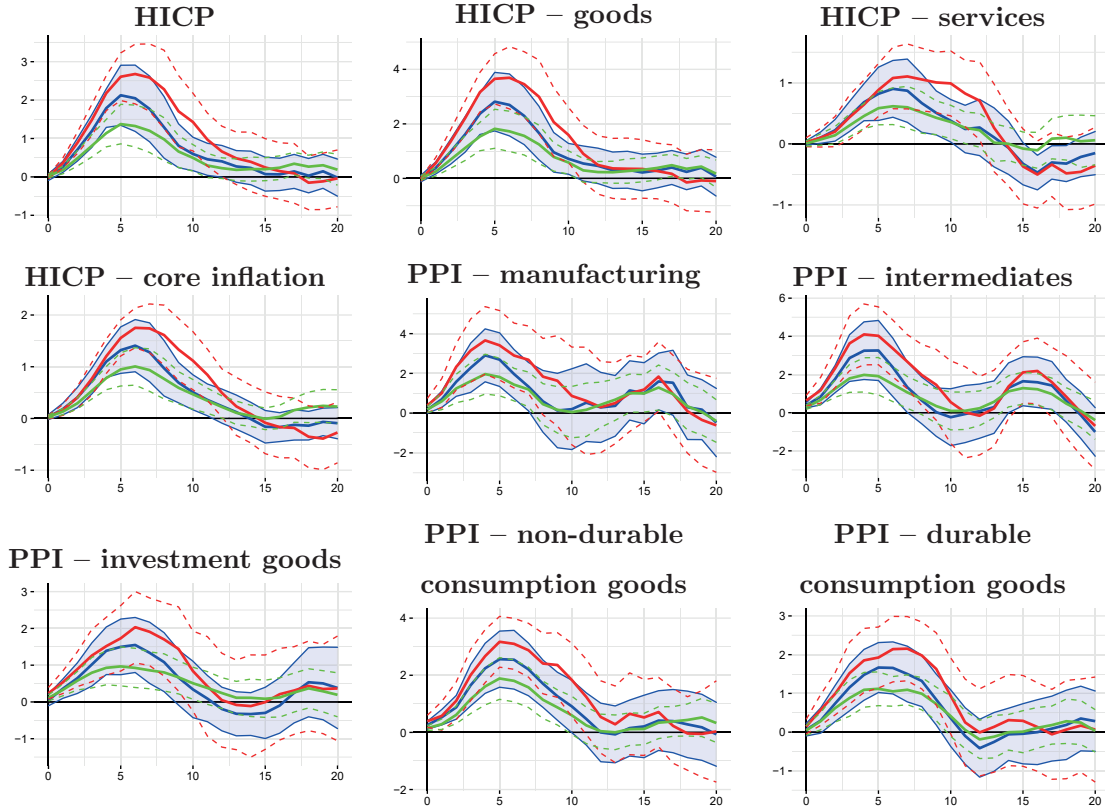 HICP
HICP – goods
HICP – services
3
2
1
0
−1
0 5 10 15 20
4
2
0
0 5 10 15 20
1
0
−1
0 5 10 15 20
HICP – core inflation
PPI – manufacturing
PPI – intermediates
2
1
0
−1
0 5 10 15 20
4
2
0
−2
0 5 10 15 20
6
4
2
0
−2
0 5 10 15 20
PPI – investment goods
PPI – non-durable
consumption goods
PPI – durable
consumption goods
3
2
1
0
−1
0 5 10 15 20
4
2
0
−2
0 5 10 15 20
3
2
1
0
−1
0 5 10 15 20